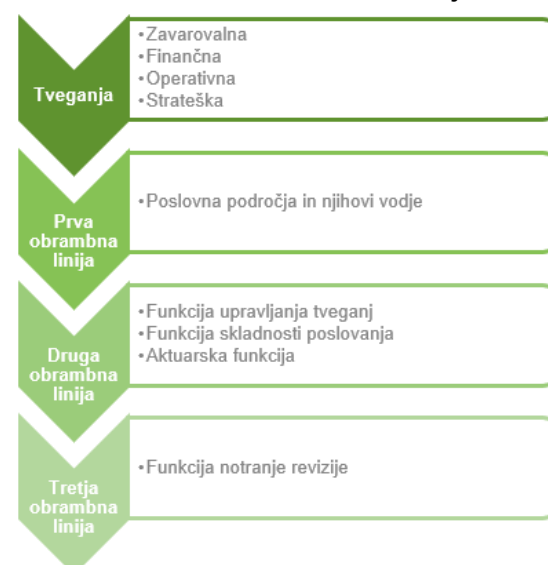 Tveganja
•Zavarovalna
•Finančna
•Operativna
•Strateška
Prva
obrambna
linija
•Poslovna področja in njihovi vodje
Druga
obrambna
linija
•Funkcija upravljanja tveganj
•Funkcija skladnosti poslovanja
•Aktuarska funkcija
Tretja
obrambna
linija
•Funkcija notranje revizije